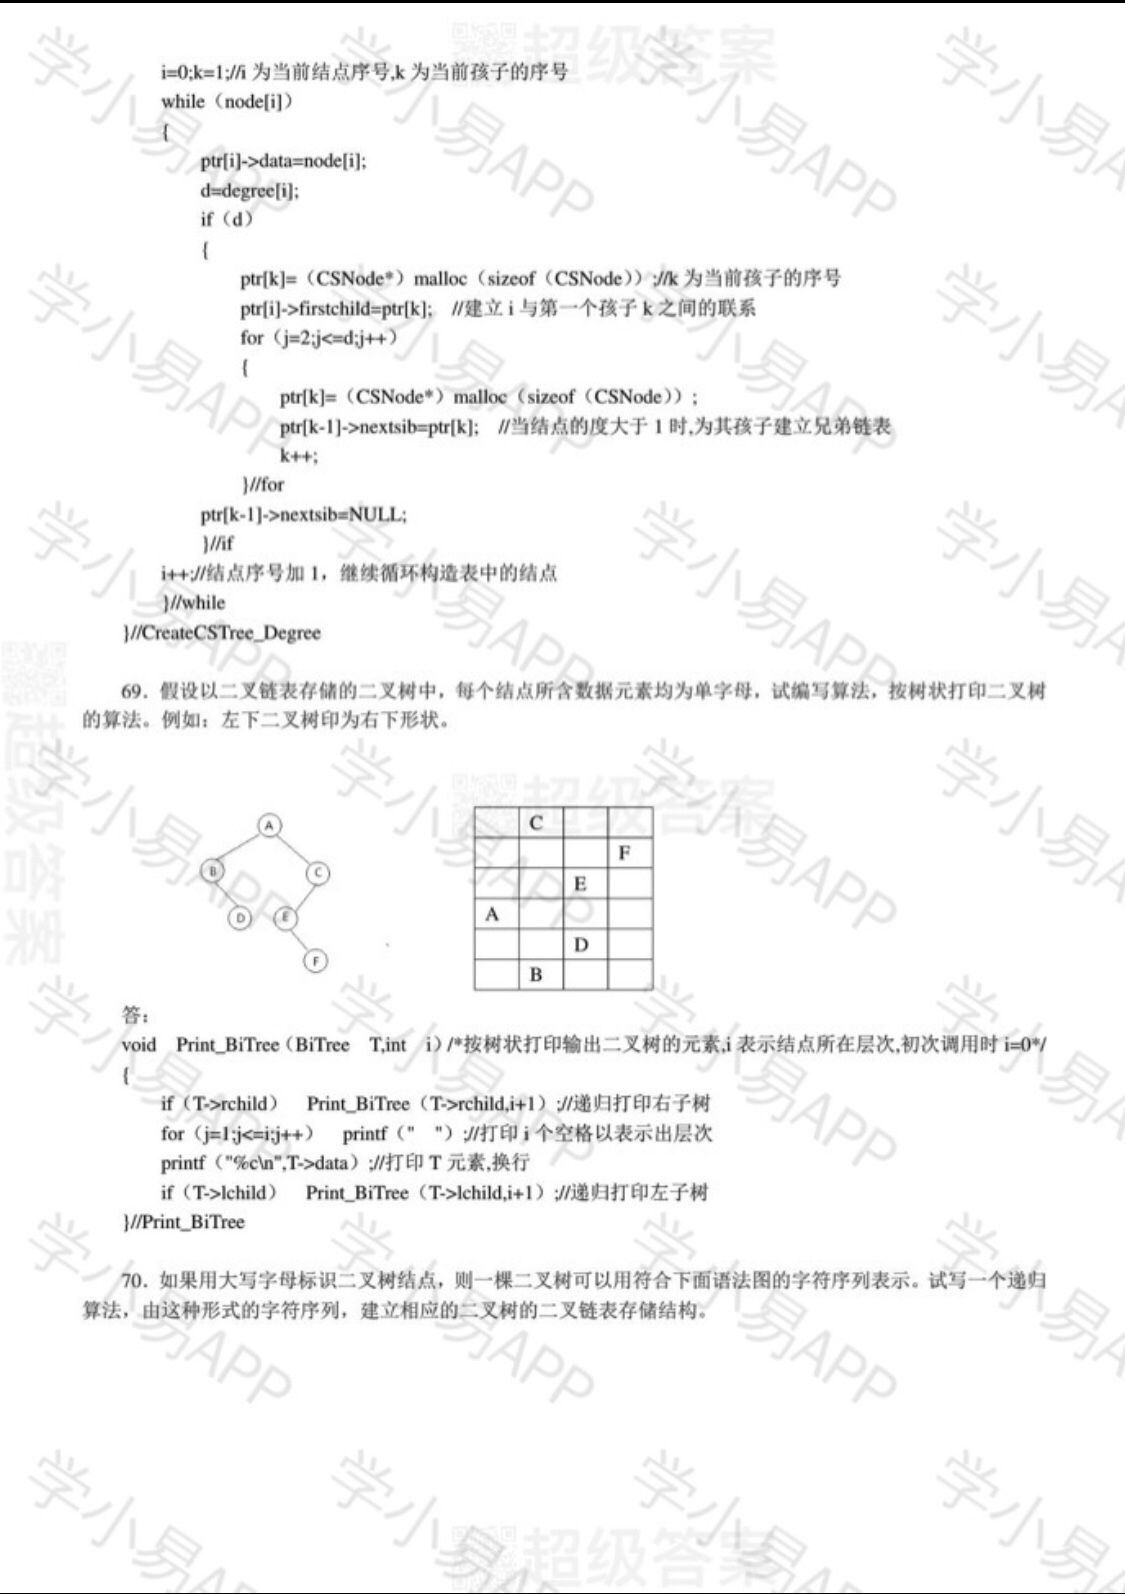 i=0;k=1;//i 为当前结点序号,k 为当前孩子的序号
while（node[i]）
{
ptr[i]->data=node[i];
d=degree[i];
if（d）
{
ptr[k]=（CSNode*）malloc（sizeof（CSNode））;//k 为当前孩子的序号
ptr[i]->firstchild=ptr[k]; //建立 i 与第一个孩子 k 之间的联系
for（j=2;j<=d;j++）
{
ptr[k]=（CSNode*）malloc（sizeof（CSNode））;
ptr[k-1]->nextsib=ptr[k]; //当结点的度大于 1 时,为其孩子建立兄弟链表
k++;
}//for
ptr[k-1]->nextsib=NULL;
}//if
i++;//结点序号加 1，继续循环构造表中的结点
}//while
}//CreateCSTree_Degree
69．假设以二叉链表存储的二叉树中，每个结点所含数据元素均为单字母，试编写算法，按树状打印二叉树
的算法。例如：左下二叉树印为右下形状。
A
B C
D E
F
C
F
E
A
D
B
答：
void Print_BiTree（BiTree T,int i）/*按树状打印输出二叉树的元素,i 表示结点所在层次,初次调用时 i=0*/
{
if（T->rchild） Print_BiTree（T->rchild,i+1）;//递归打印右子树
for（j=1;j<=i;j++） printf（" "）;//打印 i 个空格以表示出层次
printf（"%c\n",T->data）;//打印 T 元素,换行
if（T->lchild） Print_BiTree（T->lchild,i+1）;//递归打印左子树
}//Print_BiTree
70．如果用大写字母标识二叉树结点，则一棵二叉树可以用符合下面语法图的字符序列表示。试写一个递归
算法，由这种形式的字符序列，建立相应的二叉树的二叉链表存储结构。
学小易APP
超级答案